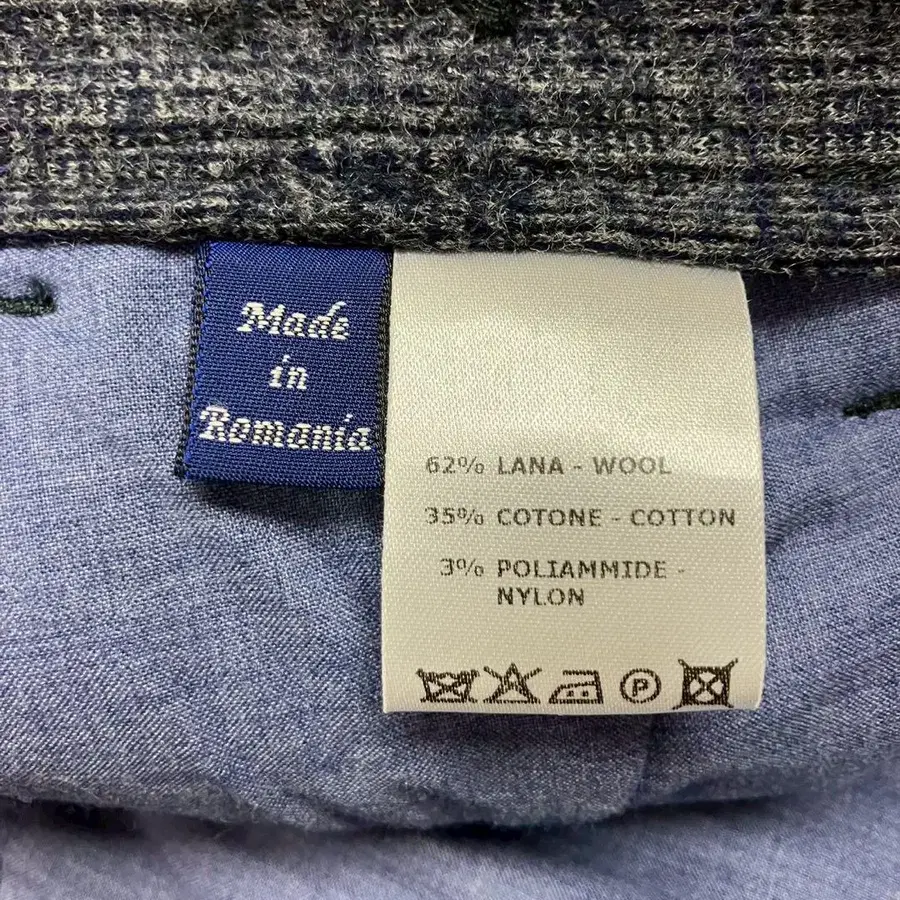 Made
in
Romania
62% LANA - WOOL
35% COTONE - COTTON
3% POLIAMMIDE -
NYLON
P